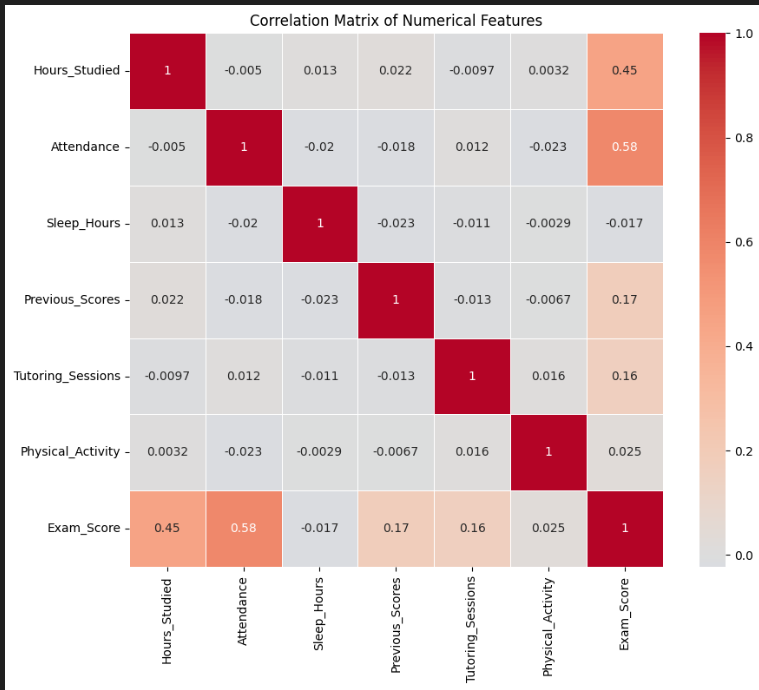 Correlation Matrix of Numerical Features
Hours_Studied 1 -0.005 0.013 0.022 -0.0097 0.0032 0.45
Attendance -0.005 1 -0.02 -0.018 0.012 -0.023 0.58
Sleep_Hours 0.013 -0.02 1 -0.023 -0.011 -0.0029 -0.017
Previous_Scores 0.022 -0.018 -0.023 1 -0.013 -0.0067 0.17
Tutoring_Sessions -0.0097 0.012 -0.011 -0.013 1 0.016 0.16
Physical_Activity 0.0032 -0.023 -0.0029 -0.0067 0.016 1 0.025
Exam_Score 0.45 0.58 -0.017 0.17 0.16 0.025 1
Hours_Studied
Attendance
Sleep_Hours
Previous_Scores
Tutoring_Sessions
Physical_Activity
Exam_Score
1.0
0.8
0.6
0.4
0.2
0.0